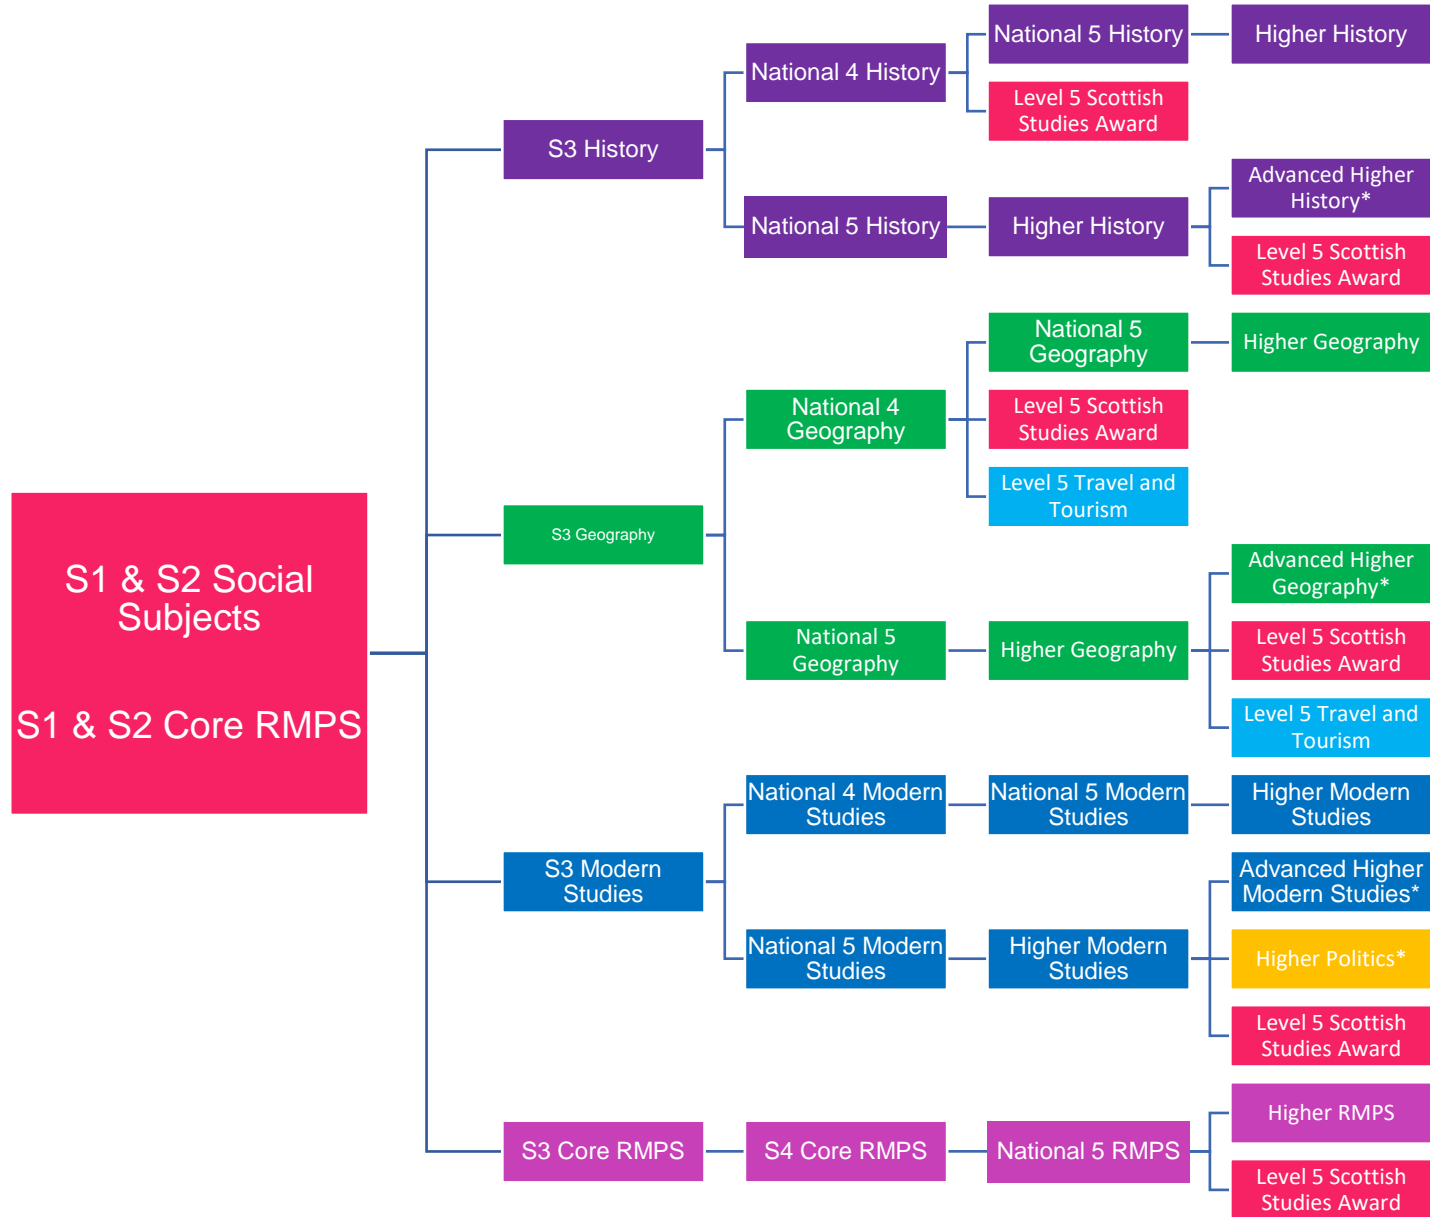 S1 & S2 Social
Subjects
S1 & S2 Core RMPS
S3 History
National 4 History
National 5 History
Higher History
Level 5 Scottish
Studies Award
National 5 History
Higher History
Advanced Higher
History*
Level 5 Scottish
Studies Award
S3 Geography
National 4
Geography
National 5
Geography
Higher Geography
Level 5 Scottish
Studies Award
Level 5 Travel and
Tourism
National 5
Geography
Higher Geography
Advanced Higher
Geography*
Level 5 Scottish
Studies Award
Level 5 Travel and
Tourism
S3 Modern
Studies
National 4 Modern
Studies
National 5 Modern
Studies
Higher Modern
Studies
National 5 Modern
Studies
Higher Modern
Studies
Advanced Higher
Modern Studies*
Higher Politics*
Level 5 Scottish
Studies Award
S3 Core RMPS
S4 Core RMPS
National 5 RMPS
Higher RMPS
Level 5 Scottish
Studies Award